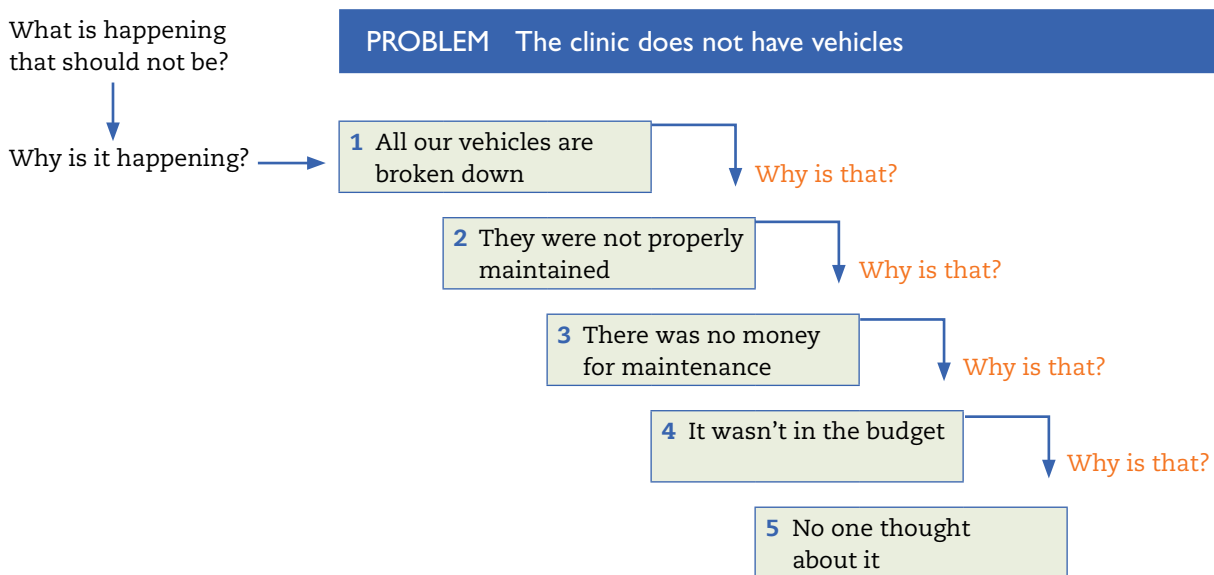 What is happening
that should not be?
PROBLEM The clinic does not have vehicles
Why is it happening?
1 All our vehicles are
broken down
Why is that?
2 They were not properly
maintained
Why is that?
3 There was no money
for maintenance
Why is that?
4 It wasn't in the budget
Why is that?
5 No one thought
about it